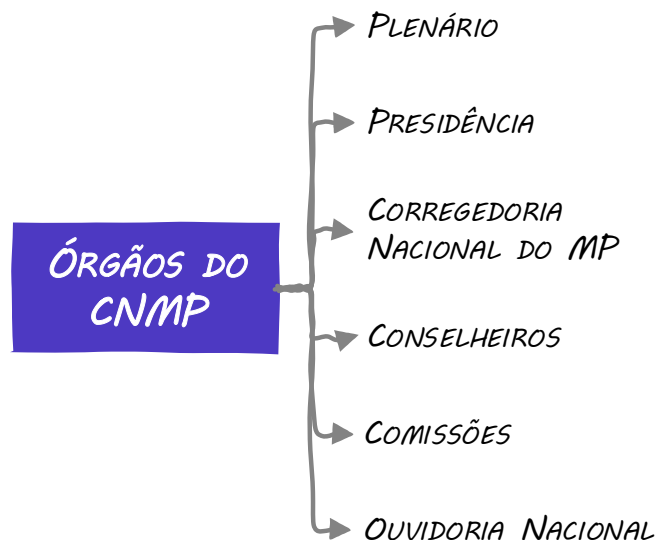 Órgãos do
CNMP
Plenário
Presidência
Corregedoria
Nacional do MP
Conselheiros
Comissões
Ouvidoria Nacional